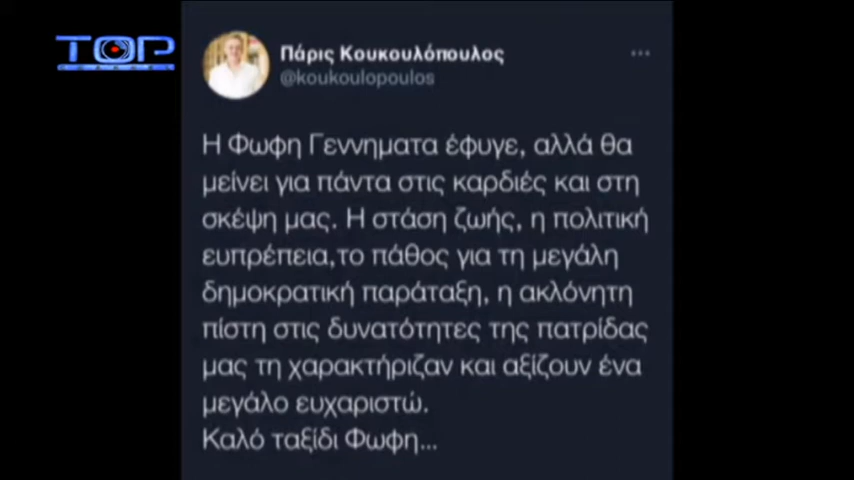 TOP
Πάρις Κουκουλόπουλος
@koukoulopoulos
Η Φωφη Γεννηματα έφυγε, αλλά θα
μείνει για πάντα στις καρδιές και στη
σκέψη μας. Η στάση ζωής, η πολιτική
ευπρέπεια,το πάθος για τη μεγάλη
δημοκρατική παράταξη, η ακλόνητη
πίστη στις δυνατότητες της πατρίδας
μας τη χαρακτήριζαν και αξίζουν ένα
μεγάλο ευχαριστώ.
Καλό ταξίδι Φωφη...